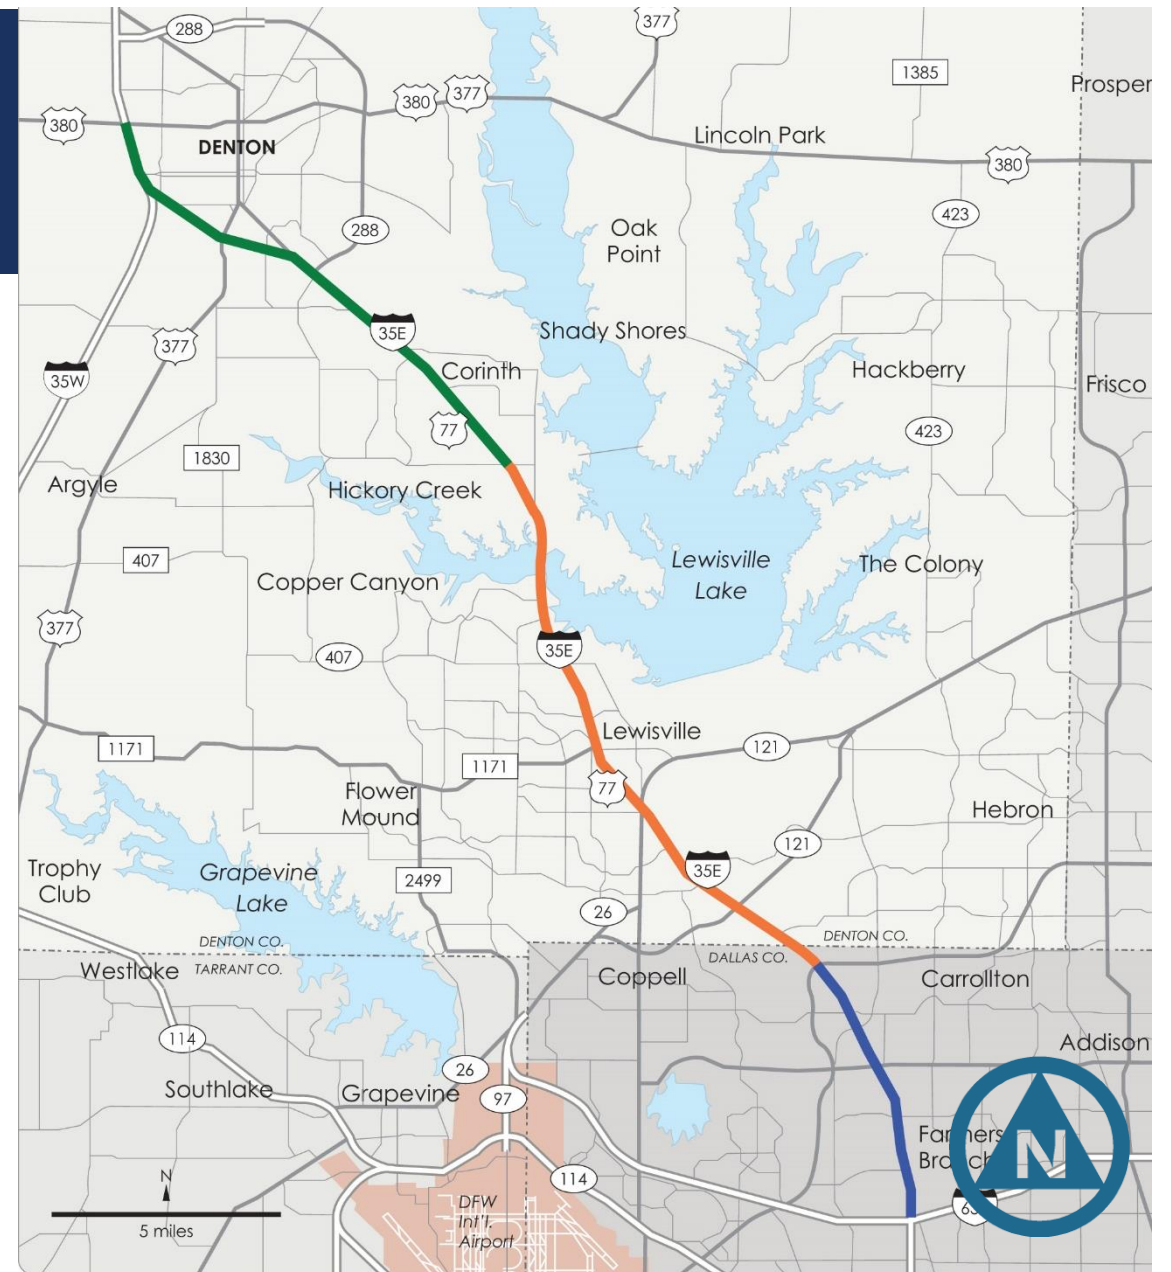 288
377
1385
Prosper
380
377
380
DENTON
Lincoln Park
380
423
288
Oak
Point
35E
Shady Shores
377
35W
Corinth
Hackberry
Frisco
77
423
1830
Argyle
Hickory Creek
407
Lewisville
Lake
The Colony
Copper Canyon
377
407
35E
Lewisville
1171
121
1171
77
Flower
Mound
Hebron
121
Trophy
Club
Grapevine
Lake
2499
35E
26
DENTON CO.
DENTON CO.
DALLAS CO.
Westlake
TARRANT CO.
Coppell
Carrollton
114
Addison
26
Southlake
Grapevine
97
Farmers
Branch
N
N
114
DFW
Int'l.
Airport
5 miles